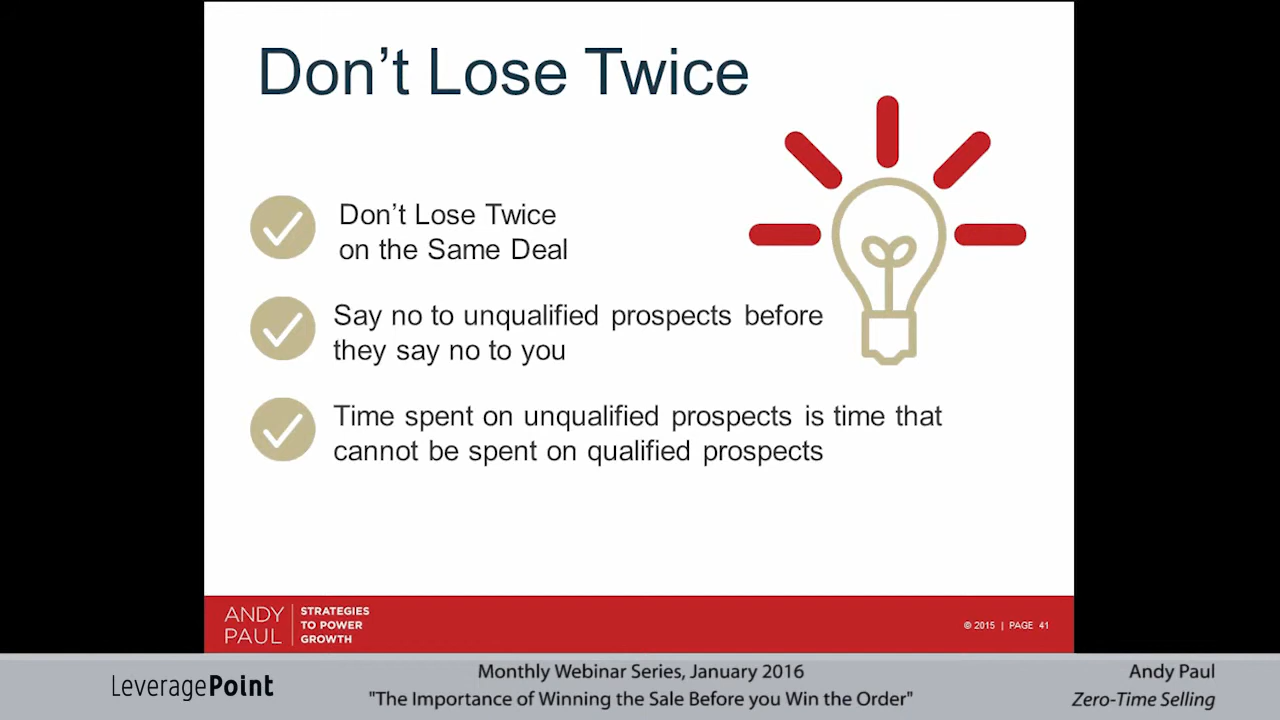 Don’t Lose Twice
Don’t Lose Twice
on the Same Deal
Say no to unqualified prospects before
they say no to you
Time spent on unqualified prospects is time that
cannot be spent on qualified prospects
ANDY
PAUL
STRATEGIES
TO POWER
GROWTH
© 2015 | PAGE 41
LeveragePoint
Monthly Webinar Series, January 2016
"The Importance of Winning the Sale Before you Win the Order"
Andy Paul
Zero-Time Selling